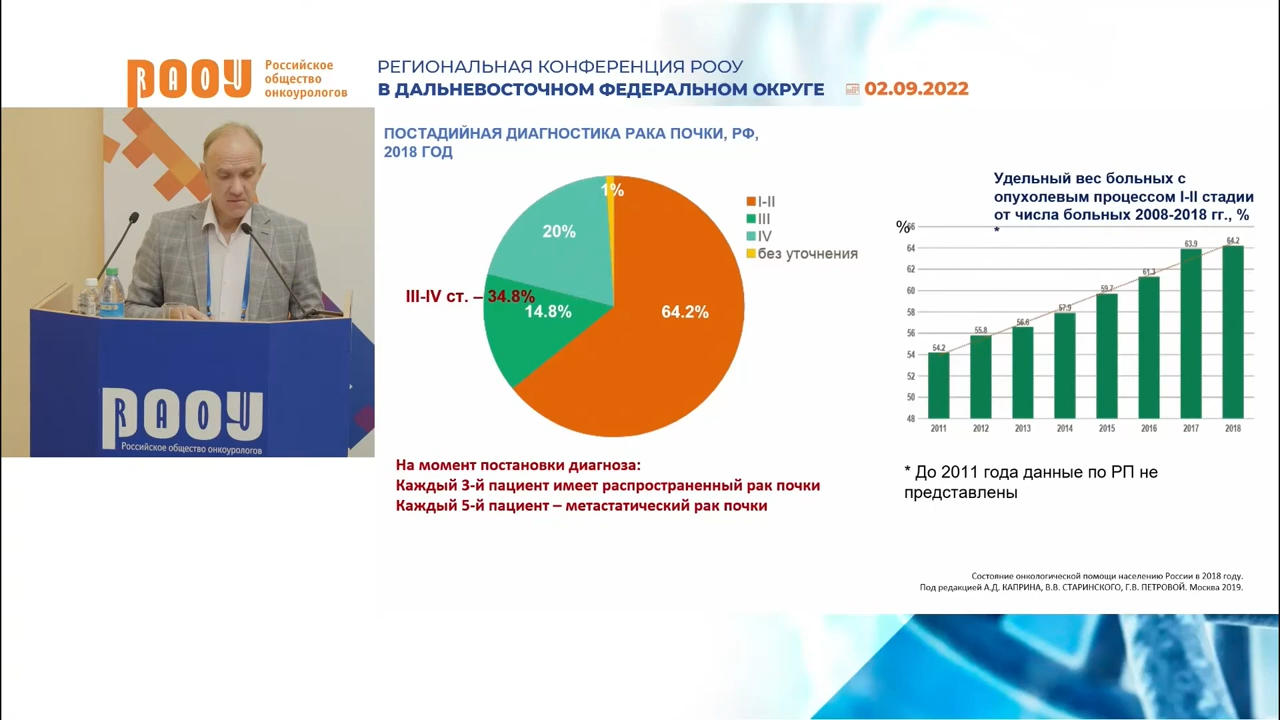 RAOU
Российское
общество
онкоурологов
РЕГИОНАЛЬНАЯ КОНФЕРЕНЦИЯ РООУ
В ДАЛЬНЕВОСТОЧНОМ ФЕДЕРАЛЬНОМ ОКРУГЕ
02.09.2022
ПОСТАДИЙНАЯ ДИАГНОСТИКА РАКА ПОЧКИ, РФ,
2018 ГОД
1%
20%
III-IV ст. – 34.8%
14.8%
64.2%
I-II
III
IV
без уточнения
Удельный вес больных с
опухолевым процессом I-II стадии
от числа больных 2008-2018 гг., %
*
%
66
64
62
60
58
56
54
52
50
48
54.2
55.8
56.6
57.9
59.7
61.3
63.9
64.2
2011 2012 2013 2014 2015 2016 2017 2018
На момент постановки диагноза:
Каждый 3-й пациент имеет распространенный рак почки
Каждый 5-й пациент – метастатический рак почки
* До 2011 года данные по РП не
представлены
Состояние онкологической помощи населению России в 2018 году.
Под редакцией А.Д. КАПРИНА, В.В. СТАРИНСКОГО, Г.В. ПЕТРОВОЙ. Москва 2019.
RAOU
Российское общество онкоурологов